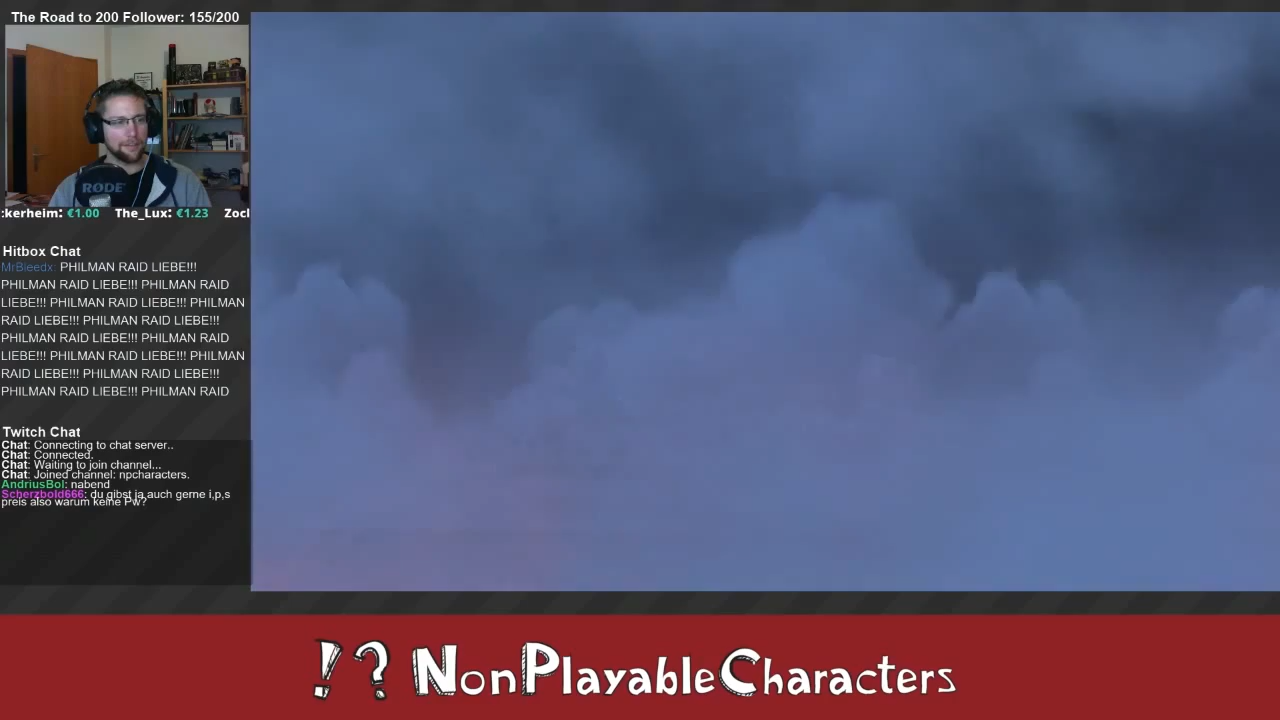 The Road to 200 Follower: 155/200
RØDE
:kerheim: €1.00 The_Lux: €1.23 Zocl
Hitbox Chat
MrBleedx: PHILMAN RAID LIEBE!!!
PHILMAN RAID LIEBE!!! PHILMAN RAID
LIEBE!!! PHILMAN RAID LIEBE!!! PHILMAN
RAID LIEBE!!! PHILMAN RAID LIEBE!!!
PHILMAN RAID LIEBE!!! PHILMAN RAID
LIEBE!!! PHILMAN RAID LIEBE!!! PHILMAN
RAID LIEBE!!! PHILMAN RAID LIEBE!!!
PHILMAN RAID LIEBE!!! PHILMAN RAID
Twitch Chat
Chat: Connecting to chat server..
Chat: Connected.
Chat: Waiting to join channel...
Chat: Joined channel: npcharacters.
AndriusBol: nabend
Scherzbold666: du gibst ja auch gerne i,p,s
preis also warum keine Pw?
!? NonPlayableCharacters